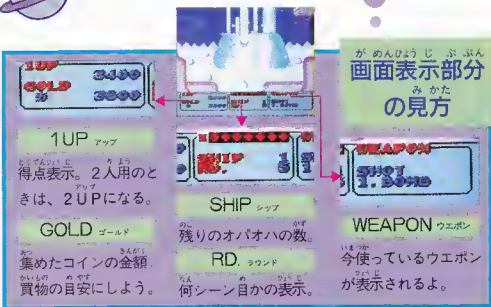 画面表示部分
の見方
1UP アップ
得点表示。2人用のと
きは、2UPになる。
GOLD ゴールド
集めたコインの金額。
買物の目安にしよう。
SHIP シップ
残りのオパオパの数。
RD. ラウンド
何シーン目かの表示。
WEAPON ウエポン
今使っているウエポン
が表示されるよ。
1UP
3400
GOLD
SHIP
RD.
WEAPON
SHOT
T.BOMB